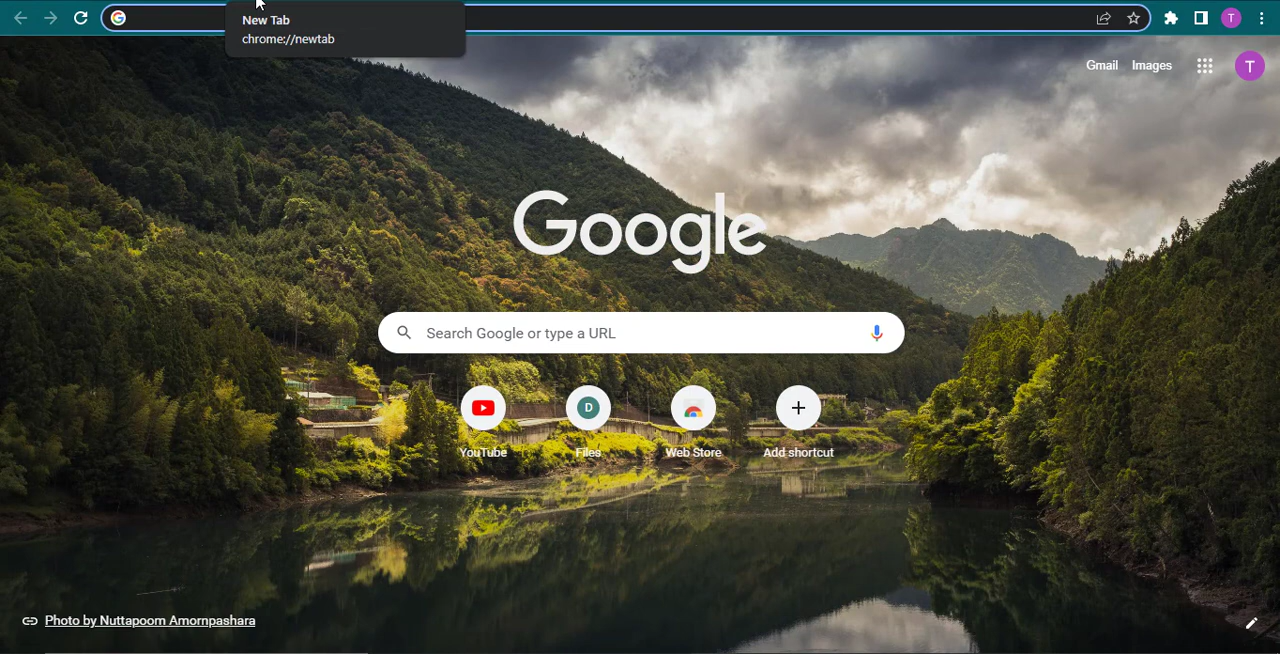 New Tab
chrome://newtab
T
Gmail Images
T
Google
Search Google or type a URL
D
YouTube Files Web Store Add shortcut
Photo by Nuttapoom Amornpashara